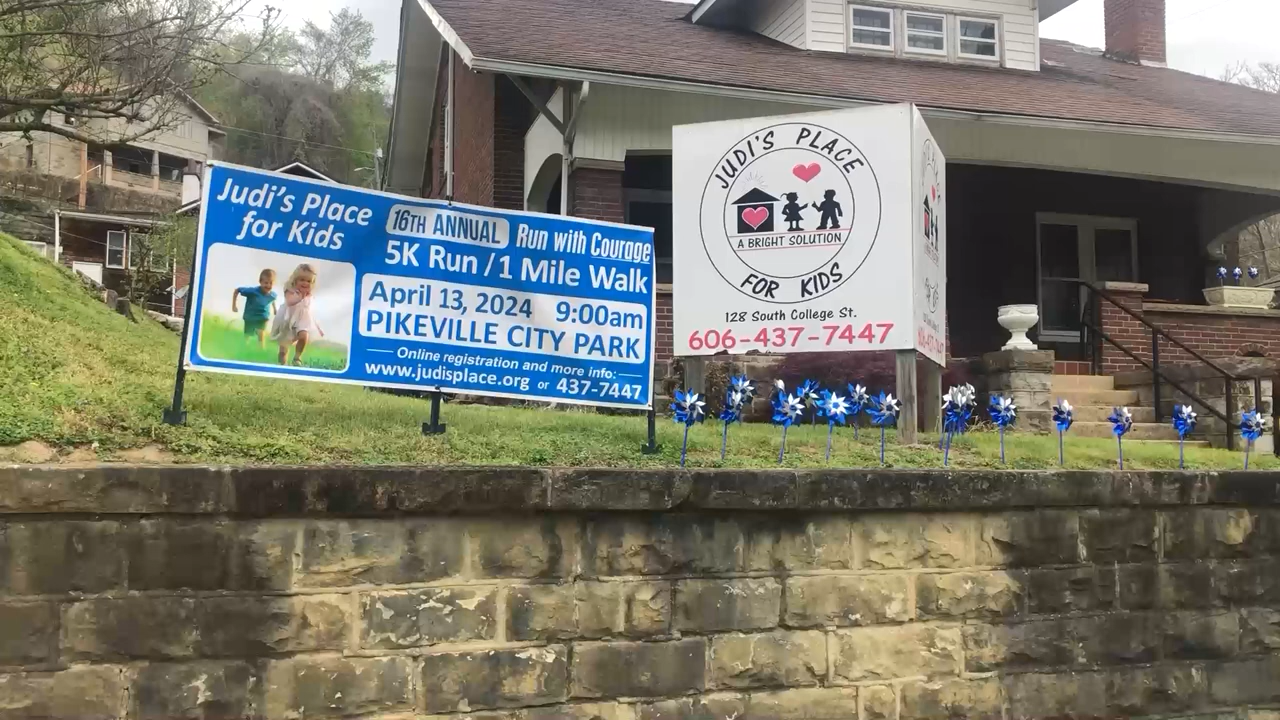 Judi's Place
for Kids
16TH ANNUAL Run with Courage
5K Run / 1 Mile Walk
April 13, 2024 9:00am
PIKEVILLE CITY PARK
Online registration and more info:
www.judisplace.org or 437-7447
JUDI'S PLACE
A BRIGHT SOLUTION
FOR KIDS
128 South College St.
606-437-7447